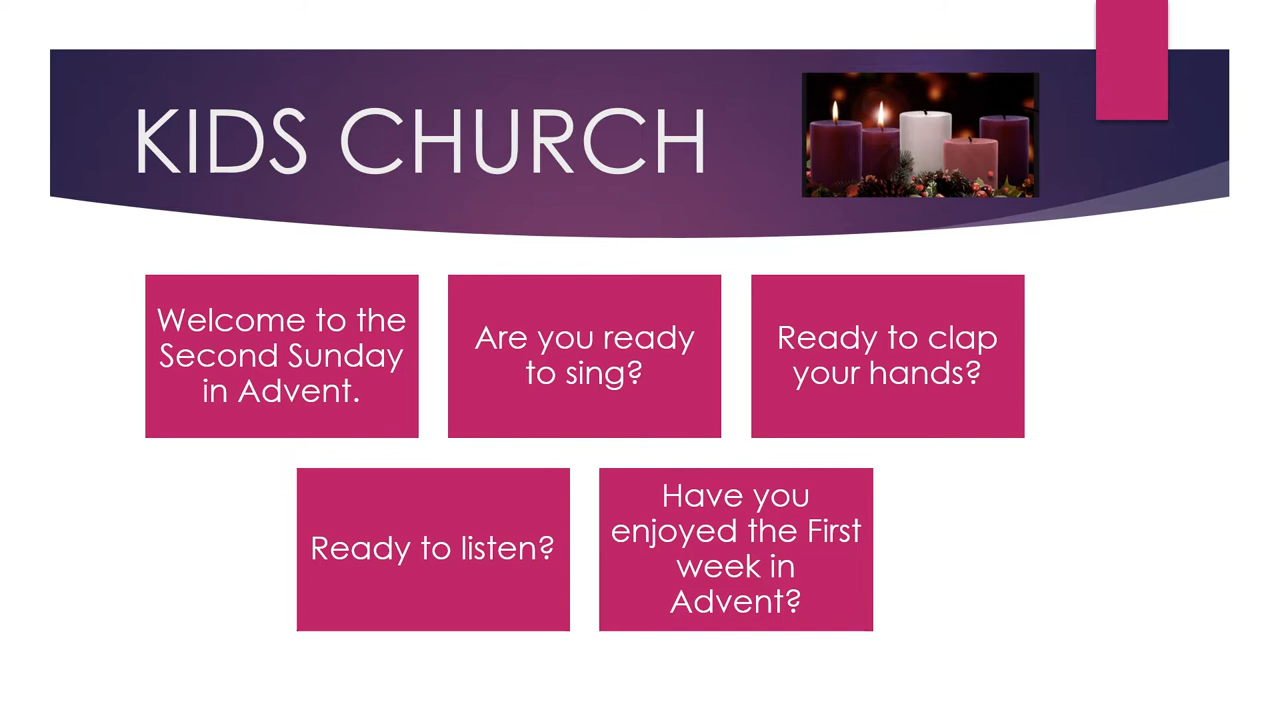 KIDS CHURCH
Welcome to the
Second Sunday
in Advent.
Are you ready
to sing?
Ready to clap
your hands?
Ready to listen?
Have you
enjoyed the First
week in
Advent?